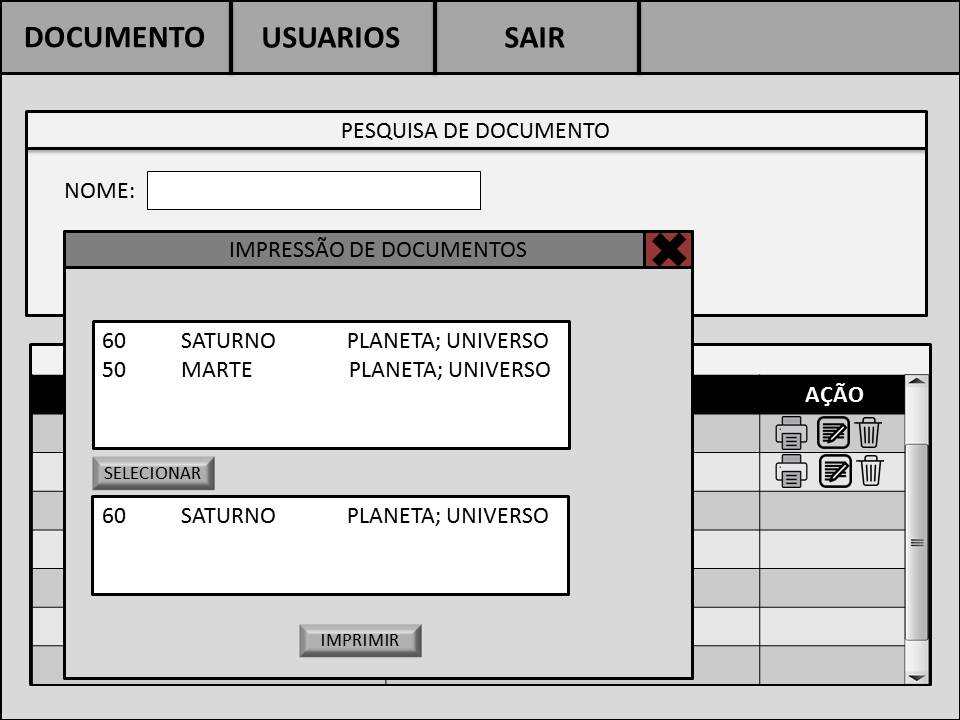 DOCUMENTO USUARIOS SAIR
PESQUISA DE DOCUMENTO
NOME:
IMPRESSÃO DE DOCUMENTOS
60 SATURNO PLANETA; UNIVERSO
50 MARTE PLANETA; UNIVERSO
AÇÃO
SELECIONAR
60 SATURNO PLANETA; UNIVERSO
IMPRIMIR